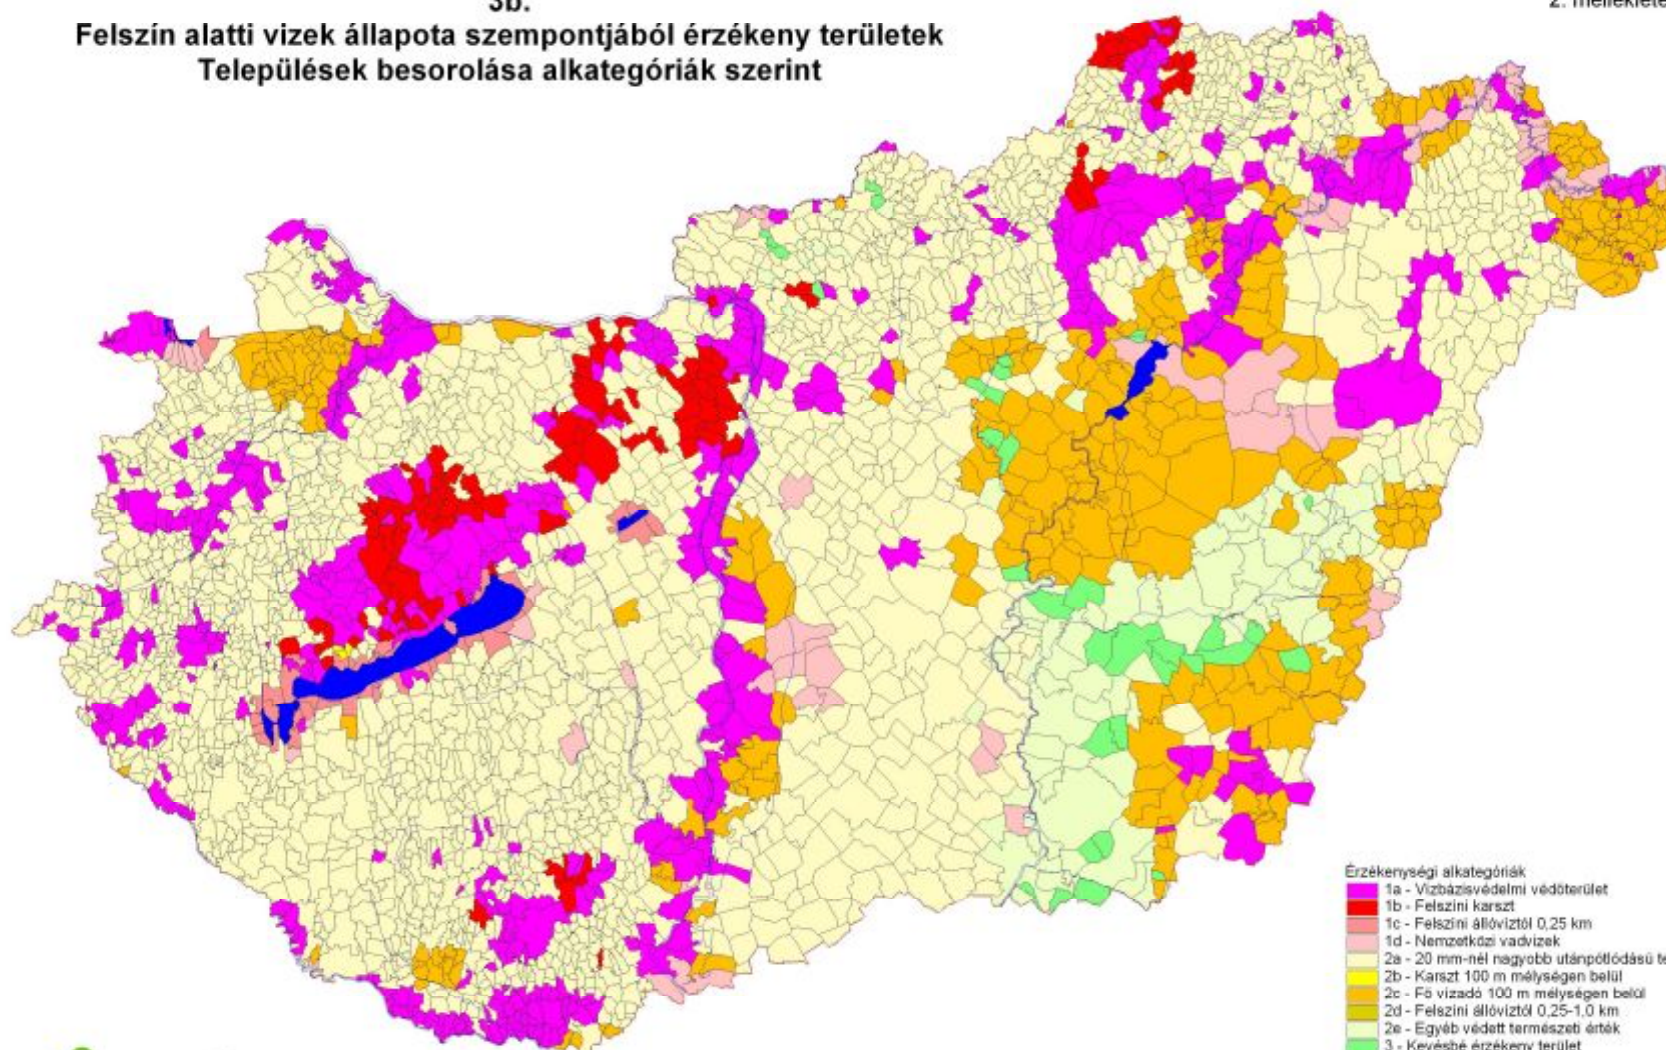 3b.
2. melléklete
Felszín alatti vizek állapota szempontjából érzékeny területek
Települések besorolása alkategóriák szerint
Érzékenységi alkategóriák
1a - Vízbázisvédelmi védőterület
1b - Felszíni karszt
1c - Felszíni állóvíztől 0,25 km
1d - Nemzetközi vadvizek
2a - 20 mm-nél nagyobb utánpótlódású te
2b - Karszt 100 m mélységen belül
2c - Fő vízadó 100 m mélységen belül
2d - Felszíni állóvíztől 0,25-1,0 km
2e - Egyéb védett természeti érték
3 - Kevésbé érzékeny terület